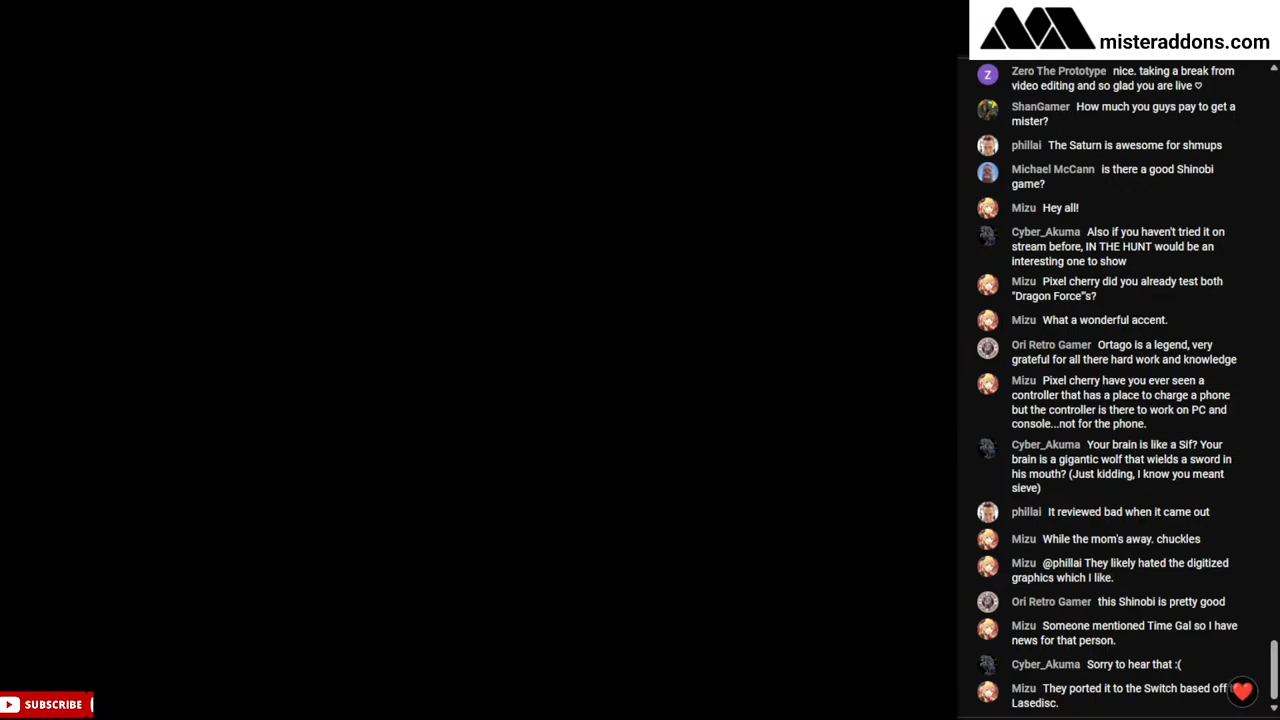 misteraddons.com
Z
Zero The Prototype nice. taking a break from
video editing and so glad you are live ♡
ShanGamer How much you guys pay to get a
mister?
phillai The Saturn is awesome for shmups
Michael McCann is there a good Shinobi
game?
Mizu Hey all!
Cyber_Akuma Also if you haven't tried it on
stream before, IN THE HUNT would be an
interesting one to show
Mizu Pixel cherry did you already test both
"Dragon Force"'s?
Mizu What a wonderful accent.
Ori Retro Gamer Ortago is a legend, very
grateful for all there hard work and knowledge
Mizu Pixel cherry have you ever seen a
controller that has a place to charge a phone
but the controller is there to work on PC and
console...not for the phone.
Cyber_Akuma Your brain is like a Sif? Your
brain is a gigantic wolf that wields a sword in
his mouth? (Just kidding, I know you meant
sieve)
phillai It reviewed bad when it came out
Mizu While the mom's away. chuckles
Mizu @phillai They likely hated the digitized
graphics which I like.
Ori Retro Gamer this Shinobi is pretty good
Mizu Someone mentioned Time Gal so I have
news for that person.
Cyber_Akuma Sorry to hear that :(
Mizu They ported it to the Switch based off
Lasedisc.
SUBSCRIBE